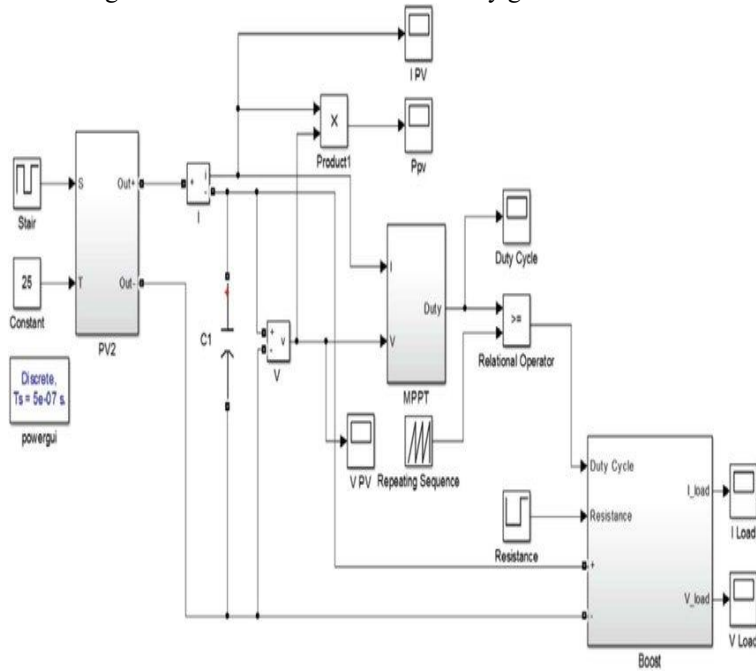 I PV
×
Product1
Ppv
S
Out+
T
Out-
PV2
Stair
25
Constant
Discrete,
Ts = 5e-07 s.
powergui
+
i
-
I
C1
+
+
v
-
V
V PV
I
V
Duty
MPPT
Duty Cycle
>=
Relational Operator
Repeating Sequence
Resistance
Duty Cycle
Resistance
+
-
I_load
V_load
Boost
I Load
V Load